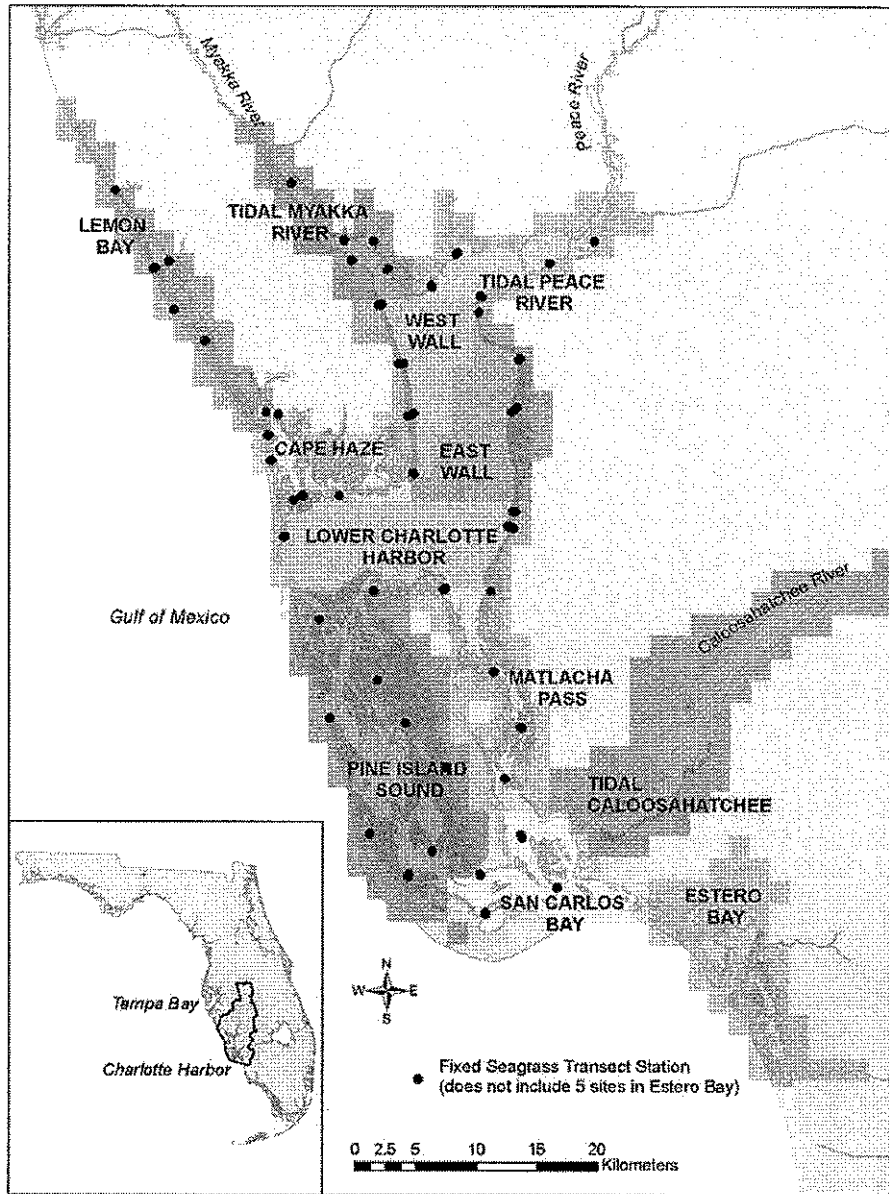 Myakka River
Peace River
LEMON
BAY
TIDAL MYAKKA
RIVER
TIDAL PEACE
RIVER
WEST
WALL
CAPE HAZE
EAST
WALL
LOWER CHARLOTTE
HARBOR
Gulf of Mexico
Caloosahatchee River
MATLACHA
PASS
PINE ISLAND
SOUND
TIDAL
CALOOSAHATCHEE
SAN CARLOS
BAY
ESTERO
BAY
N
W E
S
Tampa Bay
Charlotte Harbor
Fixed Seagrass Transect Station
(does not include 5 sites in Estero Bay)
0 2.5 5 10 15 20
Kilometers